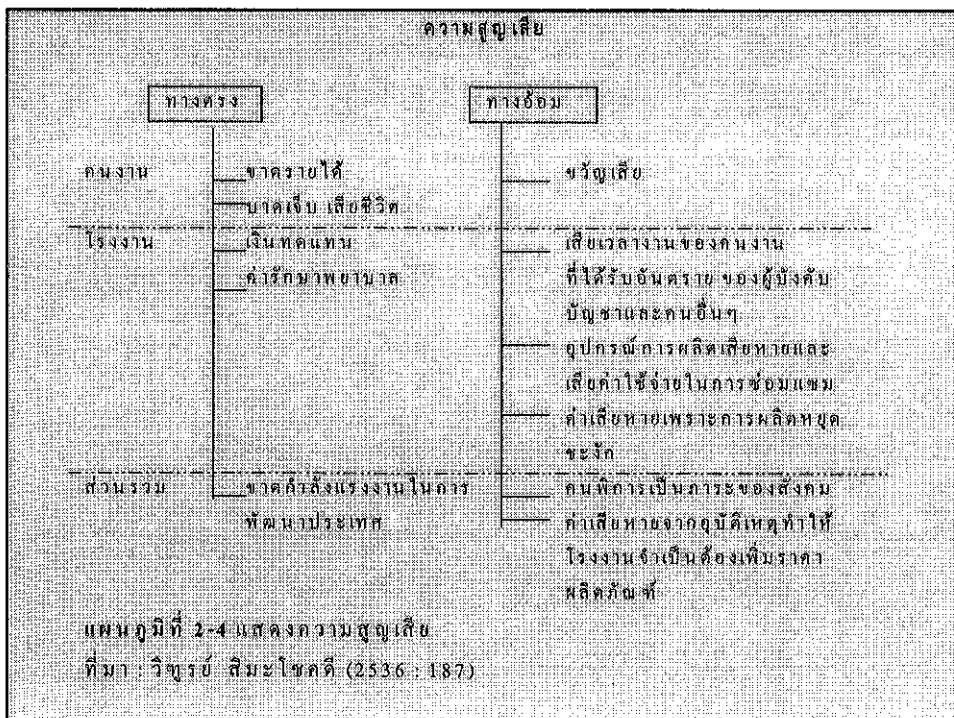 ความสูญเสีย
ทางตรง ทางอ้อม
คนงาน ขาดรายได้ ขวัญเสีย
บาดเจ็บ เสียชีวิต
โรงงาน เงินทดแทน เสียเวลางานของคนงาน
ค่ารักษาพยาบาล ที่ได้รับอันตราย ของผู้บังคับ
บัญชาและคนอื่นๆ
อุปกรณ์การผลิตเสียหายและ
เสียค่าใช้จ่ายในการซ่อมแซม
ค่าเสียหายเพราะการผลิตหยุด
ชะงัก
ส่วนรวม ขาดกำลังแรงงานในการ คนพิการเป็นภาระของสังคม
พัฒนาประเทศ ค่าเสียหายจากอุบัติเหตุทำให้
โรงงานจำเป็นต้องเพิ่มราคา
ผลิตภัณฑ์
แผนภูมิที่ 2-4 แสดงความสูญเสีย
ที่มา : วิฑูรย์ สิมะโชคดี (2536 : 187)